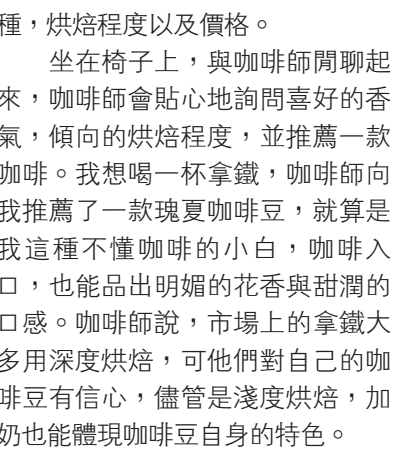 種，烘焙程度以及價格。
坐在椅子上，與咖啡師閒聊起
來，咖啡師會貼心地詢問喜好的香
氣，傾向的烘焙程度，並推薦一款
咖啡。我想喝一杯拿鐵，咖啡師向
我推薦了一款瑰夏咖啡豆，就算是
我這種不懂咖啡的小白，咖啡入
口，也能品出明媚的花香與甜潤的
口感。咖啡師說，市場上的拿鐵大
多用深度烘焙，可他們對自己的咖
啡豆有信心，儘管是淺度烘焙，加
奶也能體現咖啡豆自身的特色。